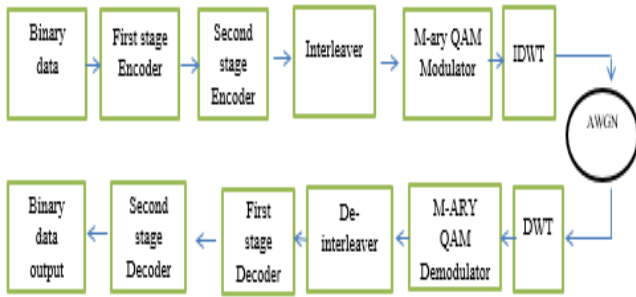 Binary
data
First stage
Encoder
Second
stage
Encoder
Interleaver
M-ary QAM
Modulator
IDWT
AWGN
Binary
data
output
Second
stage
Decoder
First
stage
Decoder
De-
interleaver
M-ARY
QAM
Demodulator
DWT